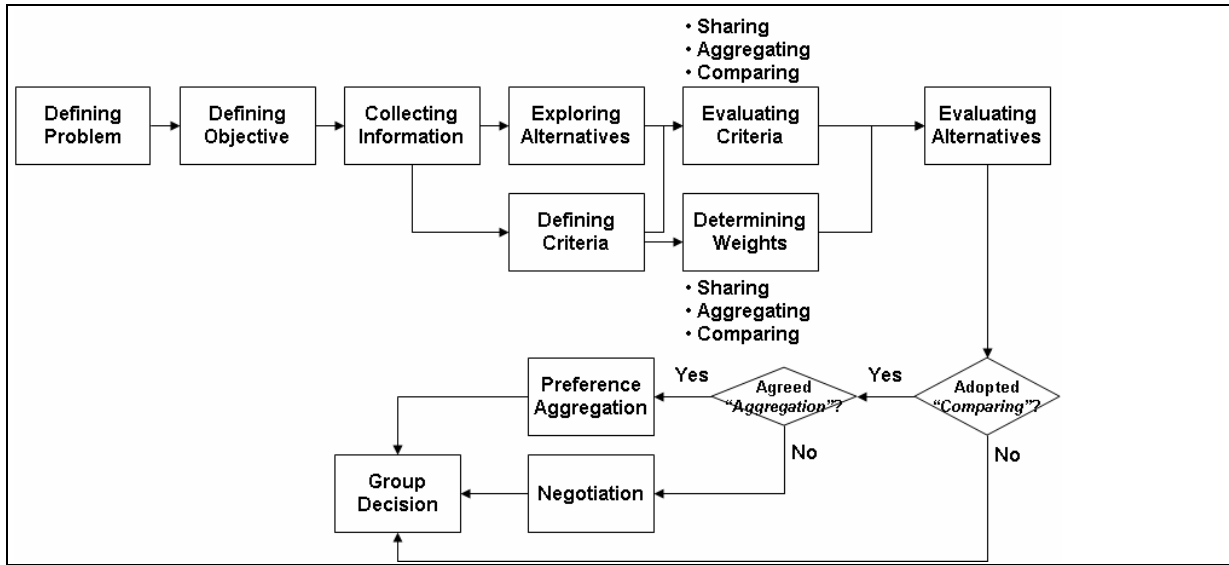 • Sharing
• Aggregating
• Comparing
Defining
Problem
Defining
Objective
Collecting
Information
Exploring
Alternatives
Evaluating
Criteria
Evaluating
Alternatives
Defining
Criteria
Determining
Weights
• Sharing
• Aggregating
• Comparing
Preference
Aggregation
Yes
Agreed
“Aggregation”?
Yes
Adopted
“Comparing”?
No
No
Group
Decision
Negotiation